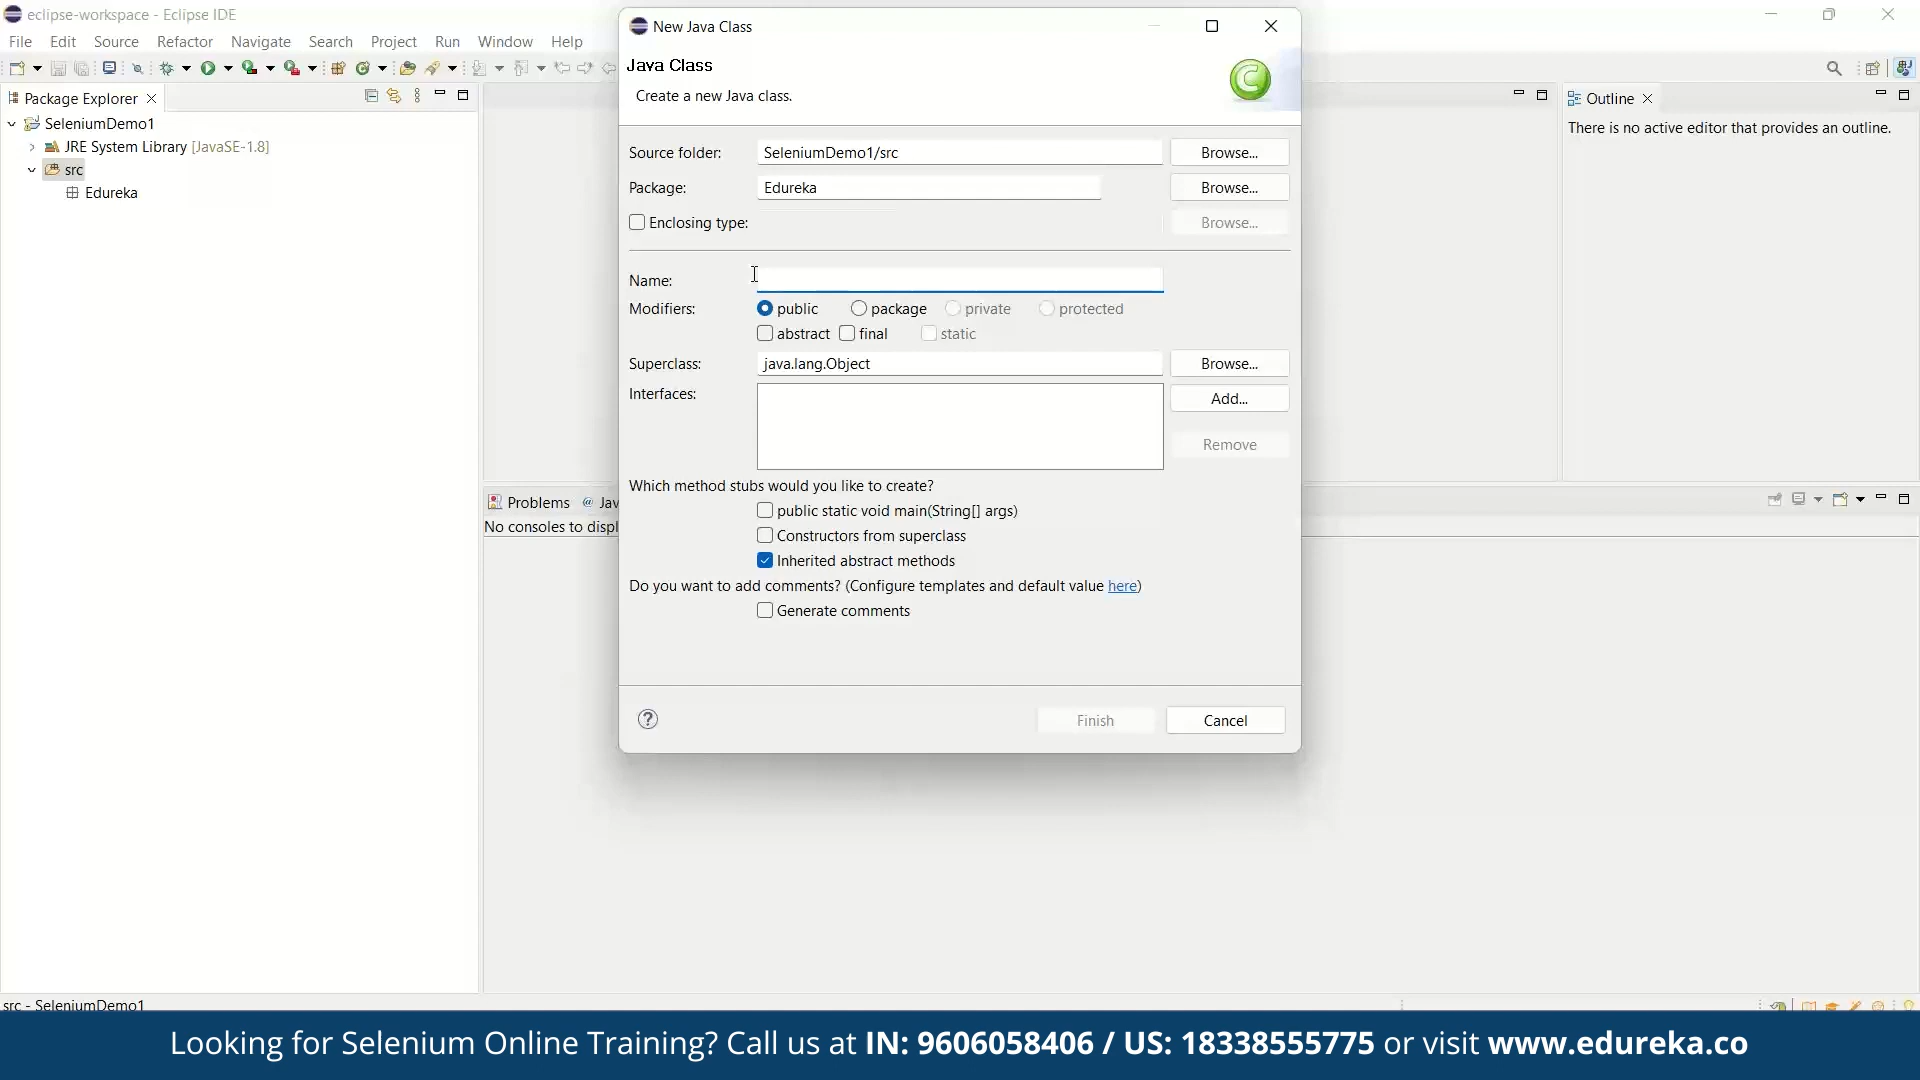 eclipse-workspace - Eclipse IDE
File Edit Source Refactor Navigate Search Project Run Window Help
Package Explorer
SeleniumDemo1
JRE System Library [JavaSE-1.8]
src
Edureka
New Java Class
Java Class
Create a new Java class.
Source folder: SeleniumDemo1/src Browse...
Package: Edureka Browse...
Enclosing type: Browse...
Name:
Modifiers: public package private protected
abstract final static
Superclass: java.lang.Object Browse...
Interfaces: Add...
Remove
Which method stubs would you like to create?
public static void main(String[] args)
Constructors from superclass
Inherited abstract methods
Do you want to add comments? (Configure templates and default value here)
Generate comments
Finish Cancel
Outline
There is no active editor that provides an outline.
Problems @ Jav
No consoles to displ
src - SeleniumDemo1
Looking for Selenium Online Training? Call us at IN: 9606058406 / US: 18338555775 or visit www.edureka.co